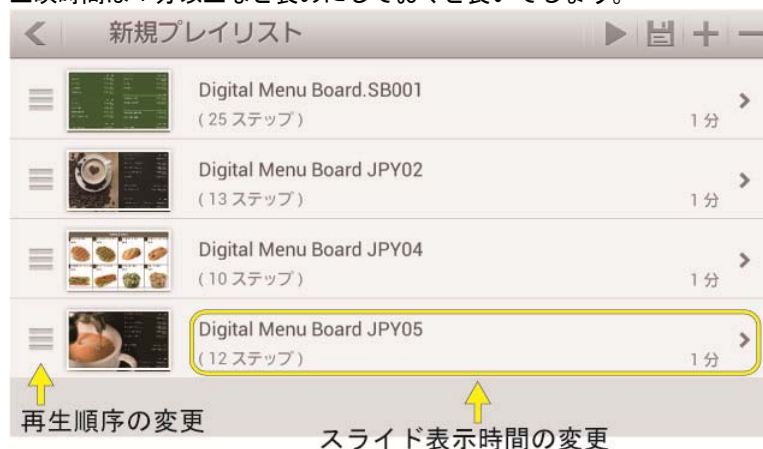 新規プレイリスト
Digital Menu Board.SB001
(25 ステップ)
1 分
Digital Menu Board JPY02
(13 ステップ)
1 分
Digital Menu Board JPY04
(10 ステップ)
1 分
Digital Menu Board JPY05
(12 ステップ)
1 分
再生順序の変更
スライド表示時間の変更